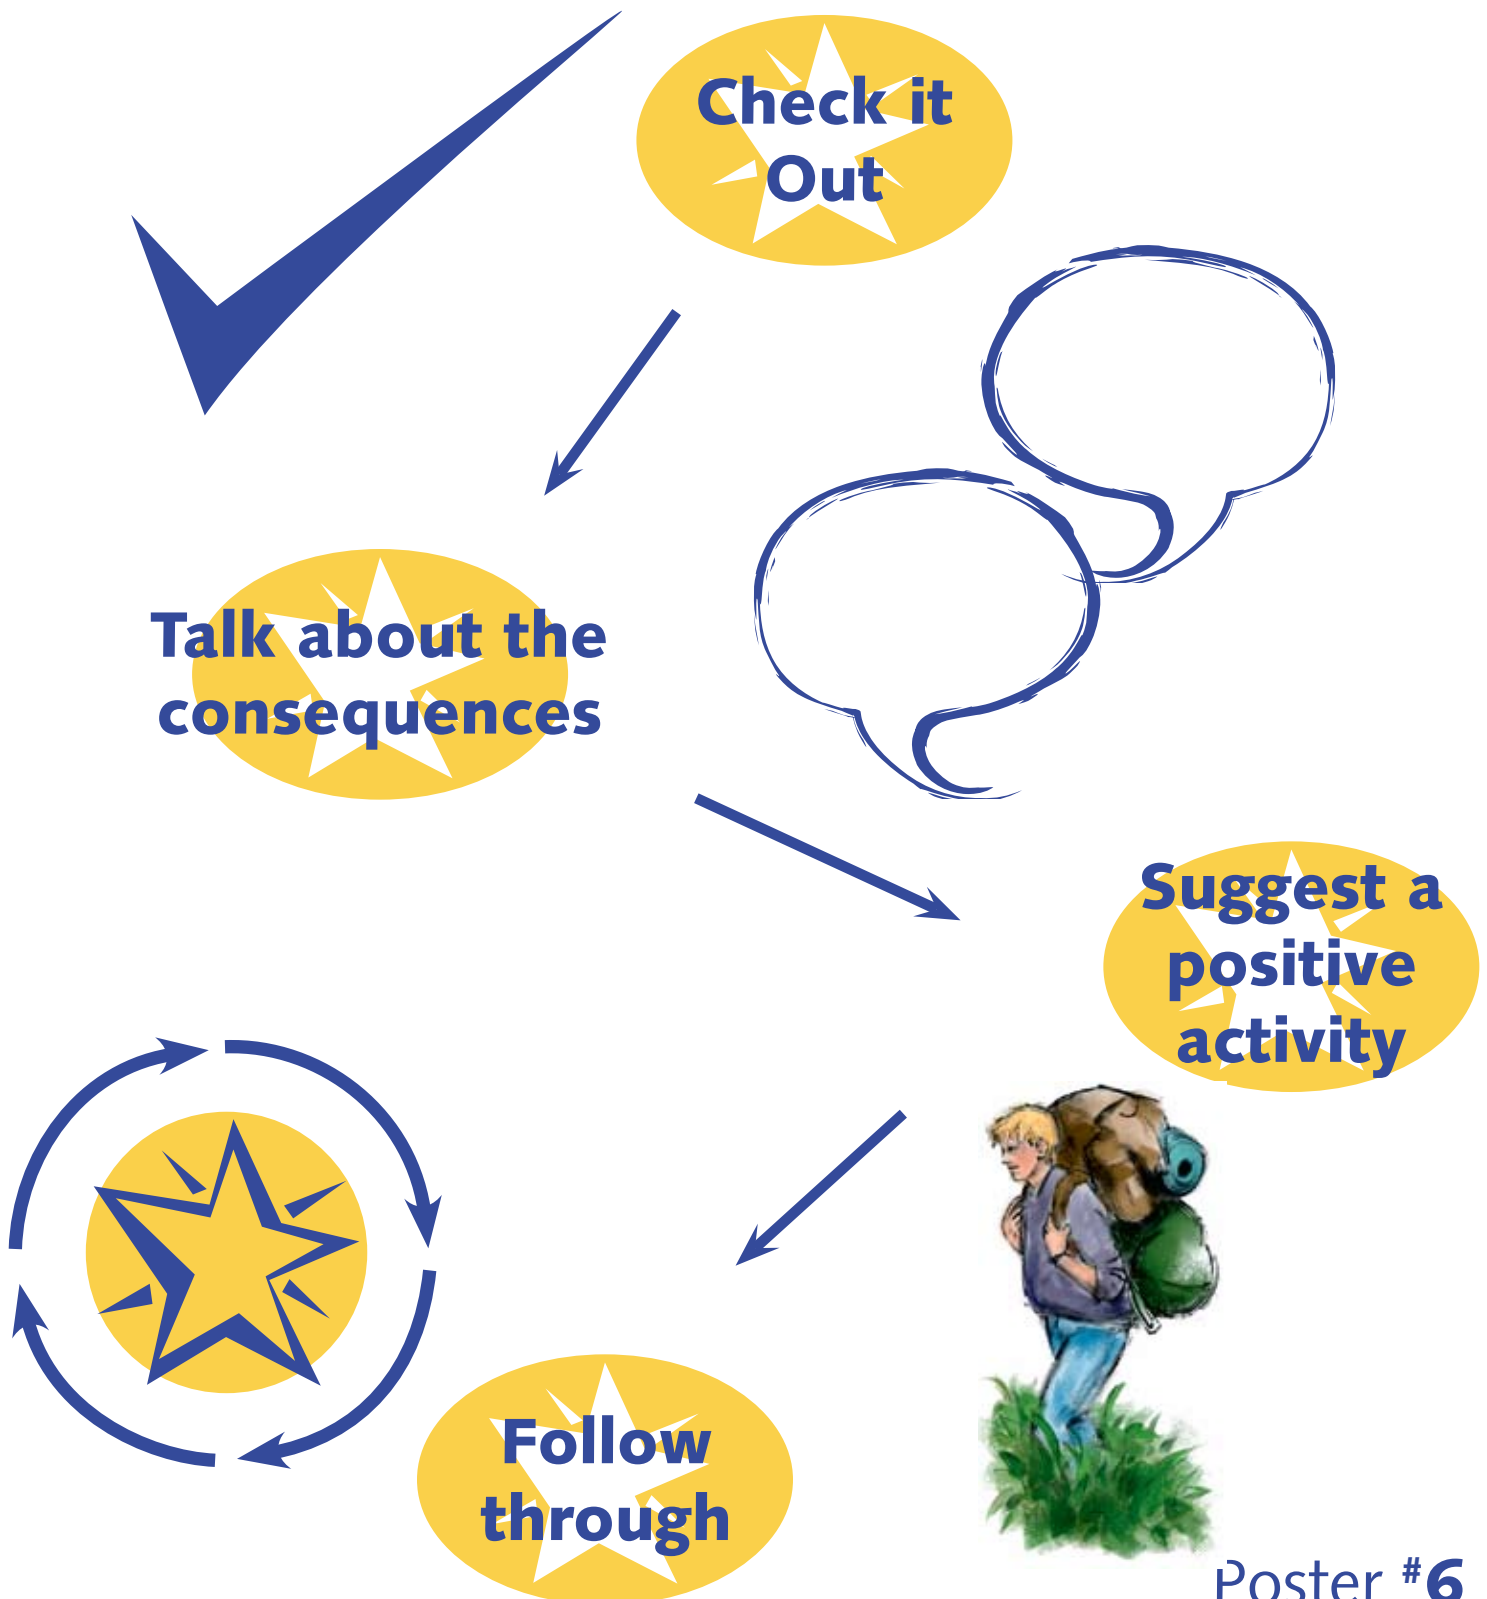 Check it
Out
Talk about the
consequences
Suggest a
positive
activity
Follow
through
Poster #6